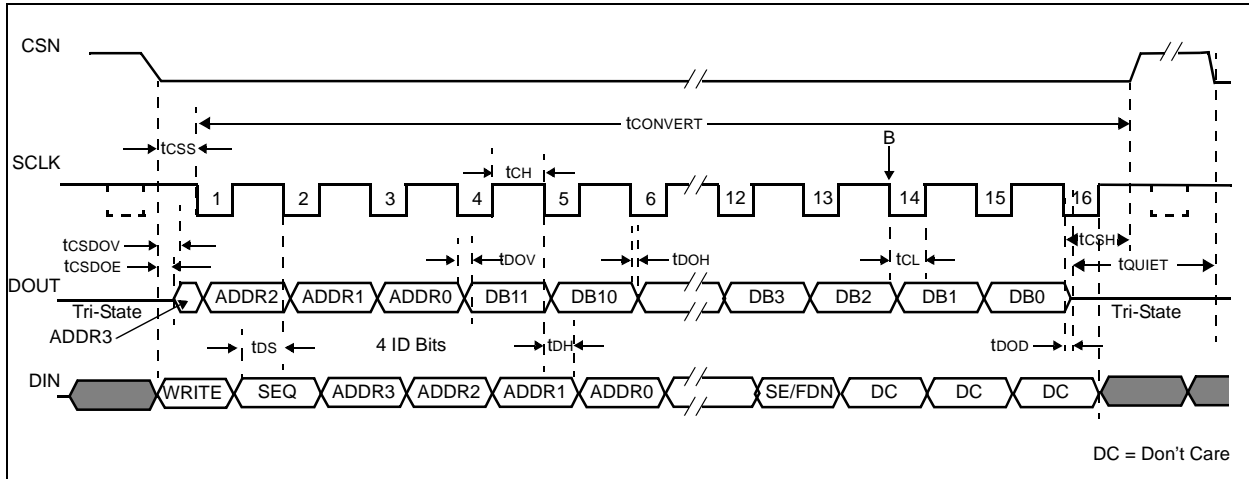 CSN
tCONVERT
B
tCSS
SCLK
tCH
1 2 3 4 5 6 12 13 14 15 16
tCSH
tCSDOV
tDOV
tDOH
tCL
tQUIET
tCSDOE
DOUT
ADDR2 ADDR1 ADDR0 DB11 DB10 DB3 DB2 DB1 DB0
Tri-State
Tri-State
ADDR3
tDS
4 ID Bits
tDH
tDOD
DIN
WRITE SEQ ADDR3 ADDR2 ADDR1 ADDR0 SE/FDN DC DC DC
DC = Don't Care